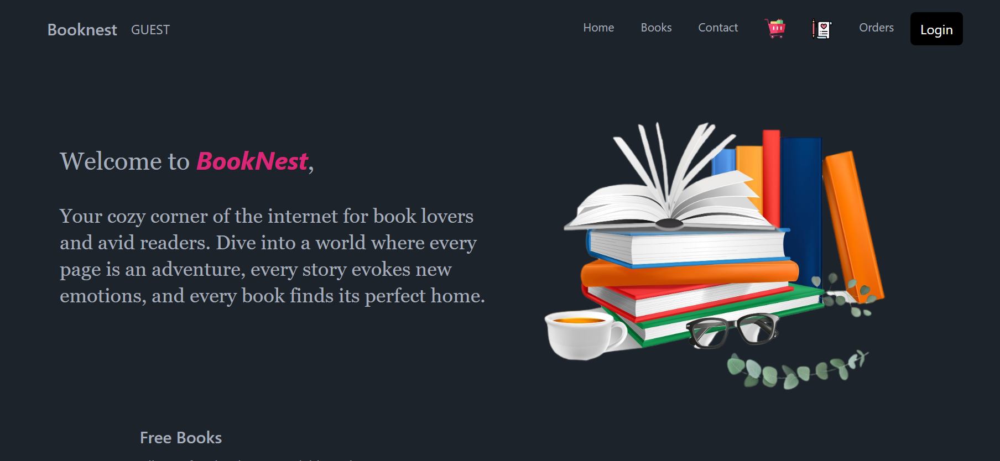 Booknest GUEST Home Books Contact Orders Login
Welcome to BookNest,
Your cozy corner of the internet for book lovers
and avid readers. Dive into a world where every
page is an adventure, every story evokes new
emotions, and every book finds its perfect home.
Free Books